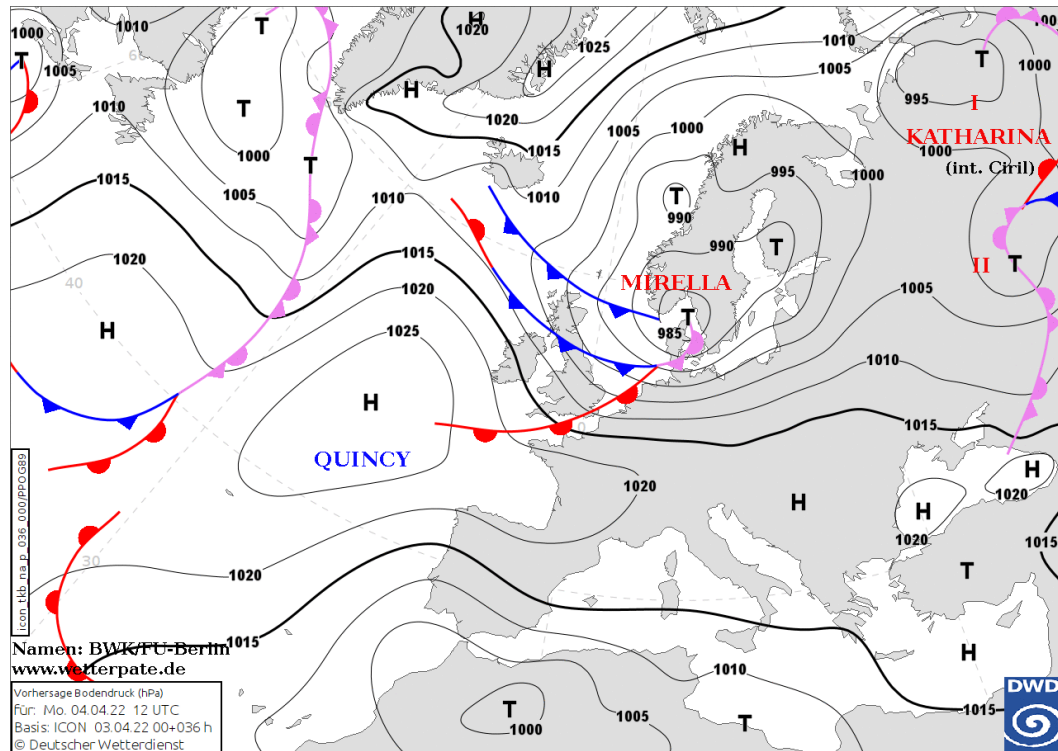 1010
1020
1000
1025
1010
1000
T
T
H
T
1005
60
H
H
1005
1000
995
T
1010
1020
1005
1000
I
KATHARINA
1000
(int. Ciril)
1000
1015
H
T
1015
1005
1010
1010
995
1000
T
990
1015
990
T
T
II
1020
40
MIRELLA
1020
1005
H
1025
T
985
1010
H
1015
0
QUINCY
1020
H
H
1020
H
1020
icon_tkb_na_p_036_000/PPOG89
30
1020
T
1015
1015
Namen: BWK/FU-Berlin
www.wetterpate.de
H
1010
Vorhersage Bodendruck (hPa)
für: Mo. 04.04.22 12 UTC
Basis: ICON 03.04.22 00+036 h
© Deutscher Wetterdienst
T
1000
1005
T
1015
DWD